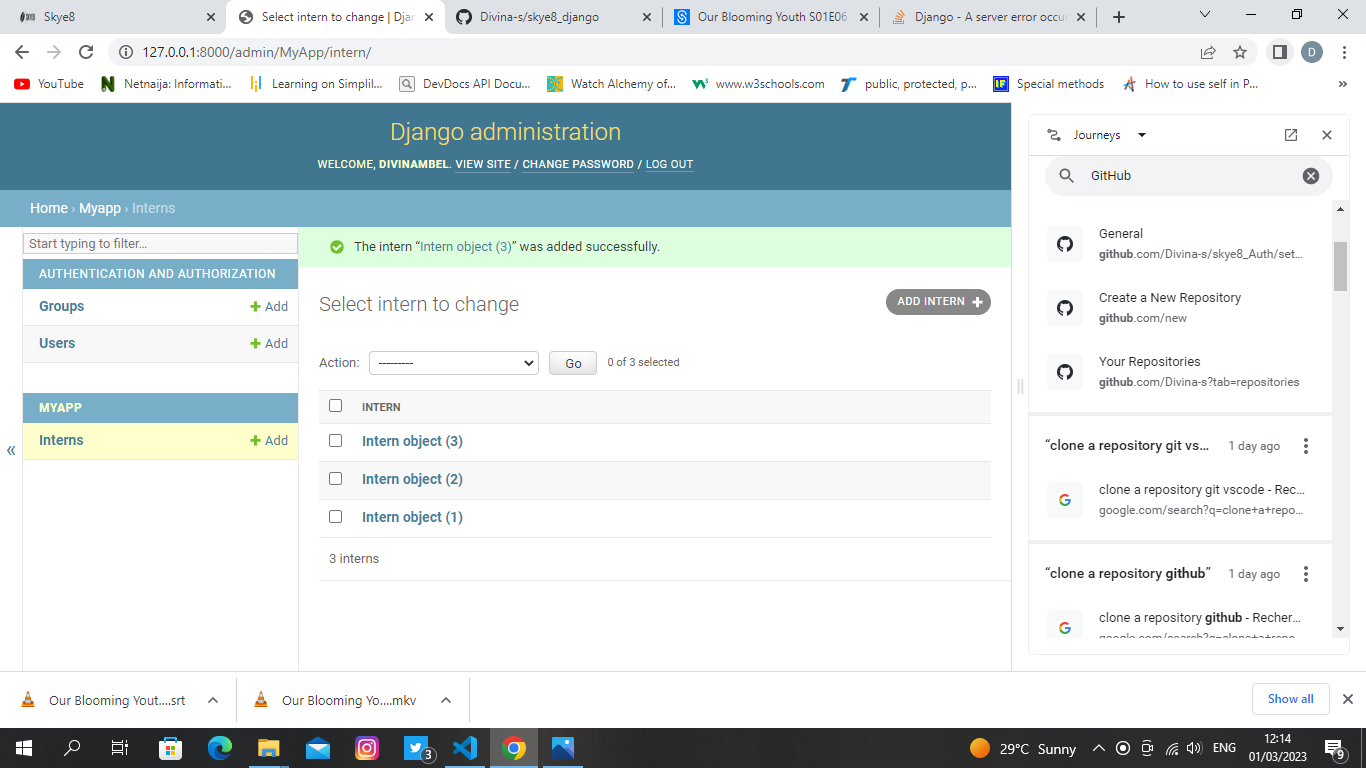 Skye8
Select intern to change | Djan
Divina-s/skye8_django
Our Blooming Youth S01E06
Django - A server error occur
127.0.0.1:8000/admin/MyApp/intern/
D
YouTube
Netnaija: Informati...
Learning on Simplil...
DevDocs API Docu...
Watch Alchemy of...
www.w3schools.com
public, protected, p...
Special methods
How to use self in P...
»
Django administration
WELCOME, DIVINAMBEL. VIEW SITE / CHANGE PASSWORD / LOG OUT
Home › Myapp › Interns
Start typing to filter...
AUTHENTICATION AND AUTHORIZATION
Groups + Add
Users + Add
MYAPP
Interns + Add
«
The intern “Intern object (3)” was added successfully.
Select intern to change
ADD INTERN +
Action: --------- Go 0 of 3 selected
INTERN
Intern object (3)
Intern object (2)
Intern object (1)
3 interns
Journeys
GitHub
General
github.com/Divina-s/skye8_Auth/set...
Create a New Repository
github.com/new
Your Repositories
github.com/Divina-s?tab=repositories
“clone a repository git vs... 1 day ago
clone a repository git vscode - Rec...
google.com/search?q=clone+a+repo...
“clone a repository github” 1 day ago
clone a repository github - Recher...
google.com/search?q=clone+a+repo...
Our Blooming Yout....srt
Our Blooming Yo....mkv
Show all
3
29°C Sunny
ENG
12:14
01/03/2023
9